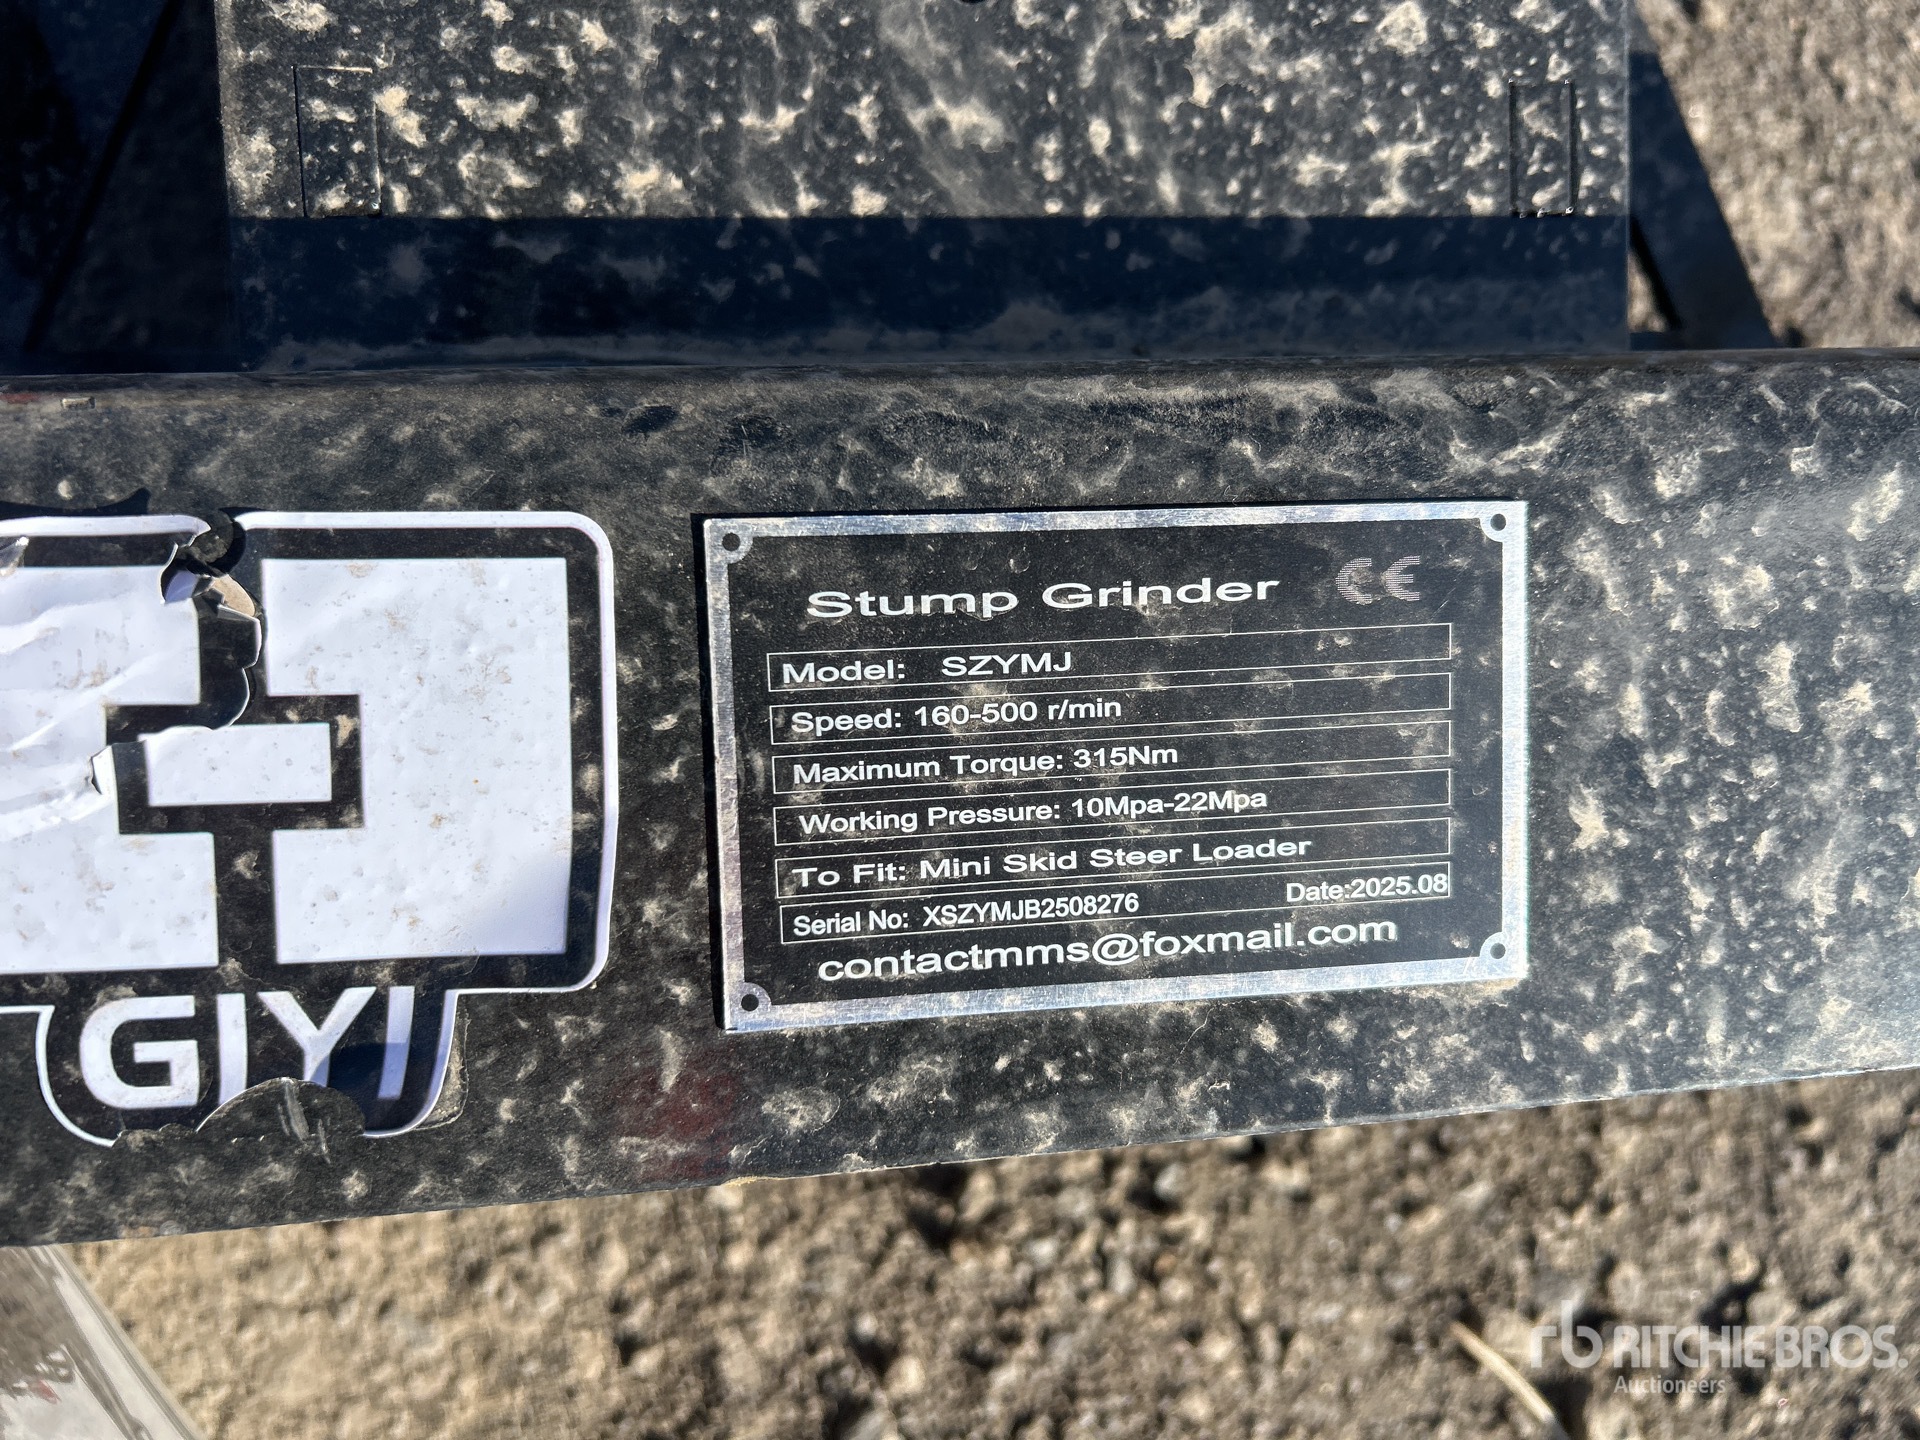 Stump Grinder CE
Model: SZYMJ
Speed: 160-500 r/min
Maximum Torque: 315Nm
Working Pressure: 10Mpa-22Mpa
To Fit: Mini Skid Steer Loader
Serial No: XSZYMJB2508276 Date:2025.08
contactmms@foxmail.com
GIYI
rb RITCHIE BROS.
Auctioneers